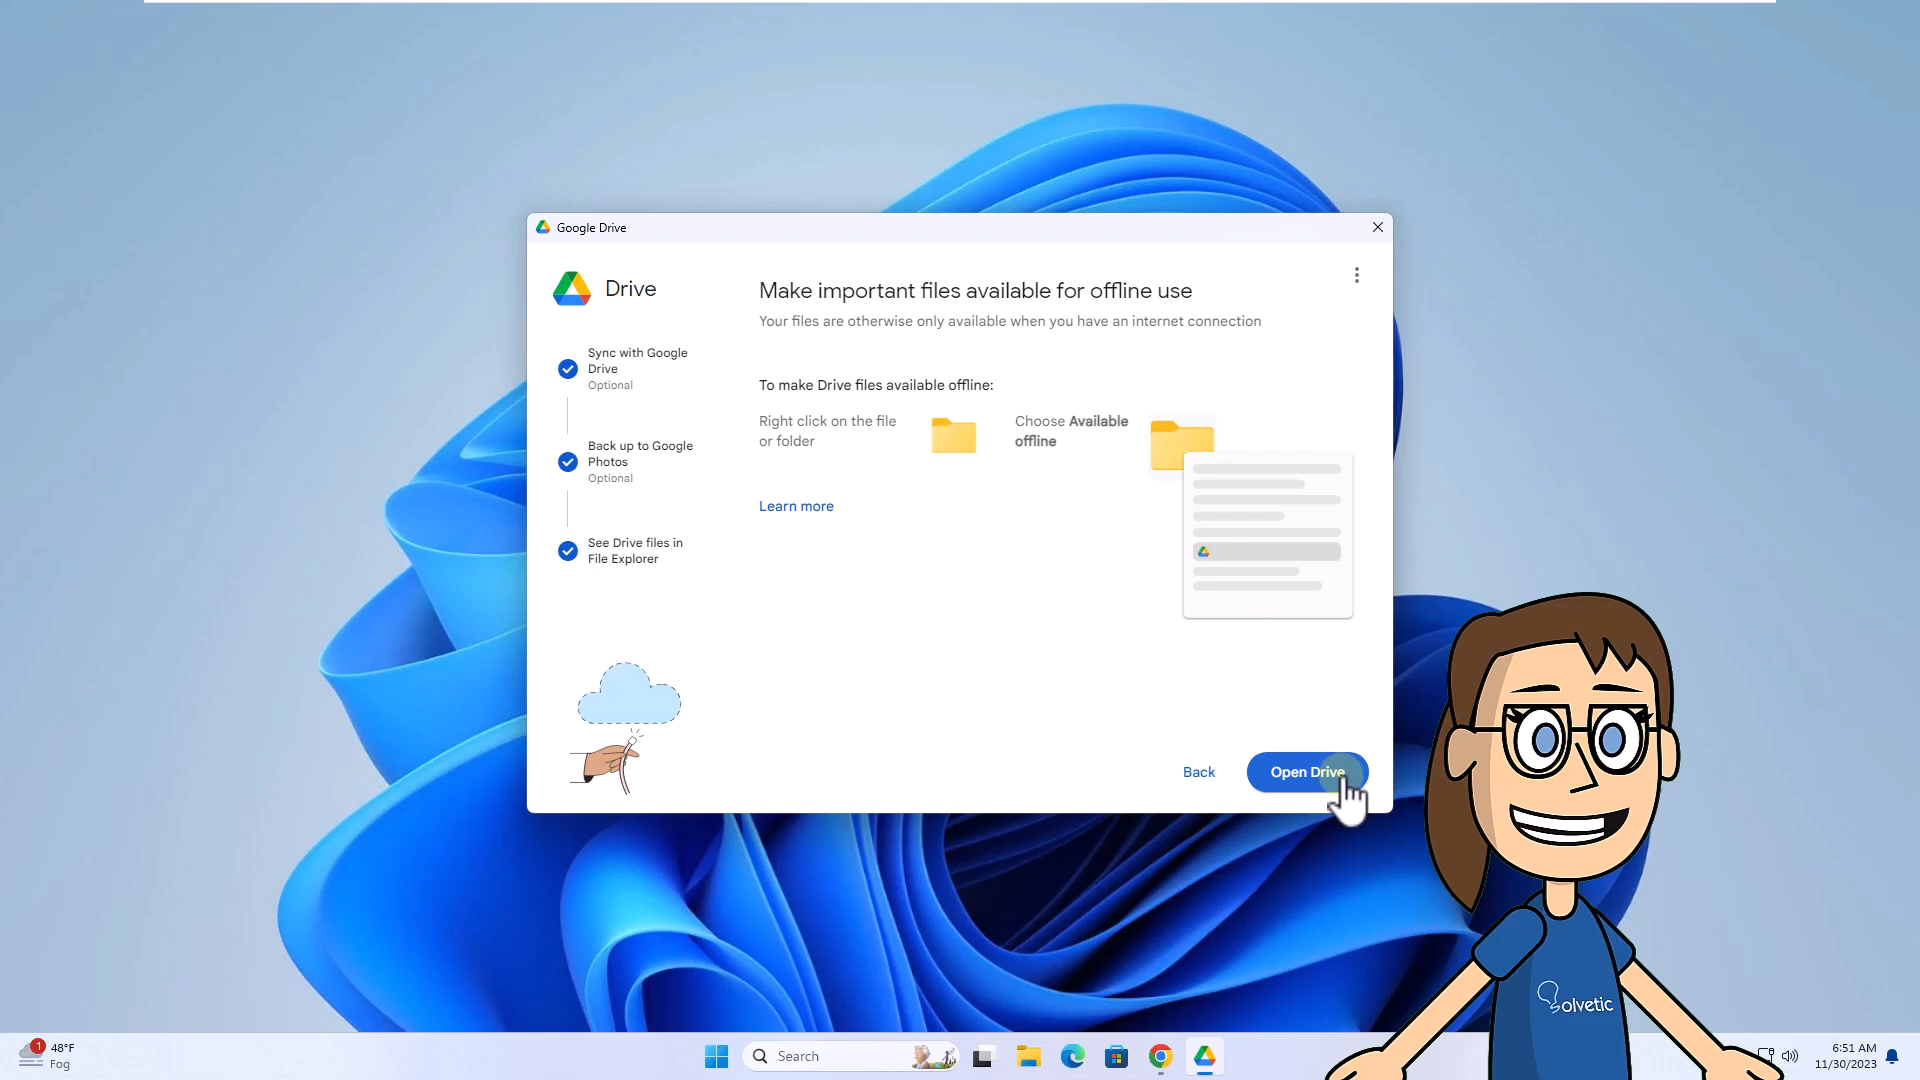 Google Drive
Drive
Make important files available for offline use
Your files are otherwise only available when you have an internet connection
Sync with Google
Drive
Optional
Back up to Google
Photos
Optional
See Drive files in
File Explorer
To make Drive files available offline:
Right click on the file
or folder
Choose Available
offline
Learn more
Back
Open Drive
Solvetic
1
48°F
Fog
Search
6:51 AM
11/30/2023